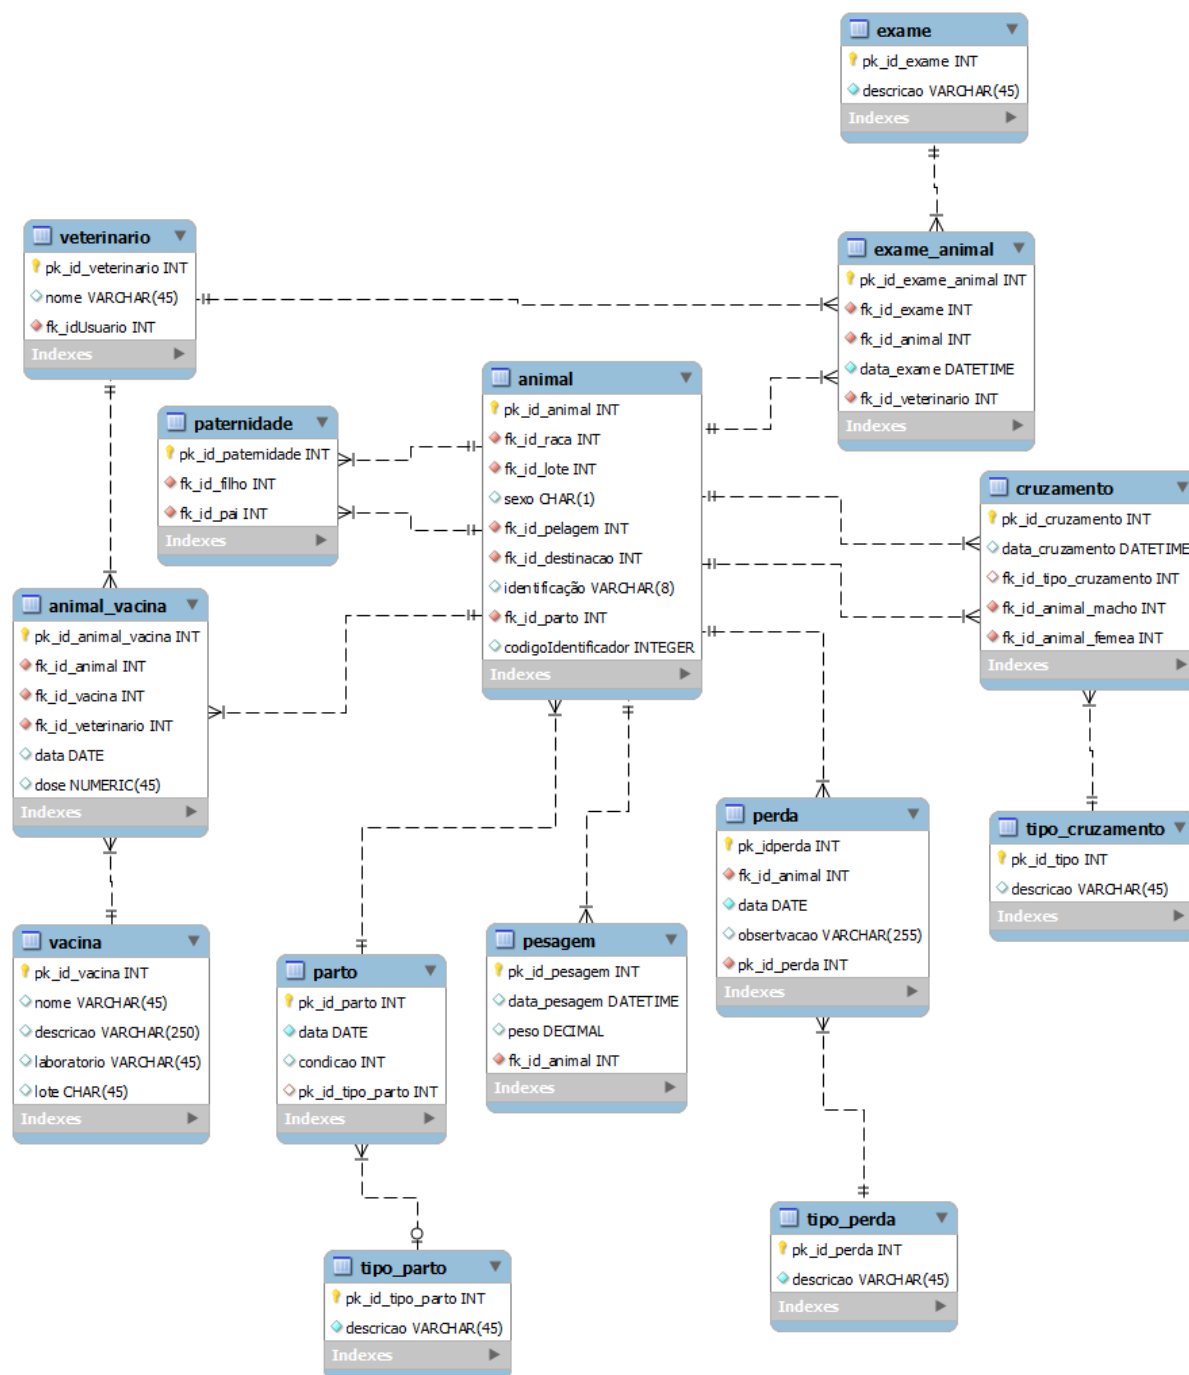 exame
pk_id_exame INT
descricao VARCHAR(45)
Indexes
veterinario
pk_id_veterinario INT
nome VARCHAR(45)
fk_idUsuario INT
Indexes
exame_animal
pk_id_exame_animal INT
fk_id_exame INT
fk_id_animal INT
data_exame DATETIME
fk_id_veterinario INT
Indexes
animal
pk_id_animal INT
fk_id_raca INT
fk_id_lote INT
sexo CHAR(1)
fk_id_pelagem INT
fk_id_destinacao INT
identificação VARCHAR(8)
fk_id_parto INT
codigoIdentificador INTEGER
Indexes
paternidade
pk_id_paternidade INT
fk_id_filho INT
fk_id_pai INT
Indexes
cruzamento
pk_id_cruzamento INT
data_cruzamento DATETIME
fk_id_tipo_cruzamento INT
fk_id_animal_macho INT
fk_id_animal_femea INT
Indexes
animal_vacina
pk_id_animal_vacina INT
fk_id_animal INT
fk_id_vacina INT
fk_id_veterinario INT
data DATE
dose NUMERIC(45)
Indexes
perda
pk_idperda INT
fk_id_animal INT
data DATE
obsertvacao VARCHAR(255)
pk_id_perda INT
Indexes
tipo_cruzamento
pk_id_tipo INT
descricao VARCHAR(45)
Indexes
vacina
pk_id_vacina INT
nome VARCHAR(45)
descricao VARCHAR(250)
laboratorio VARCHAR(45)
lote CHAR(45)
Indexes
parto
pk_id_parto INT
data DATE
condicao INT
pk_id_tipo_parto INT
Indexes
pesagem
pk_id_pesagem INT
data_pesagem DATETIME
peso DECIMAL
fk_id_animal INT
Indexes
tipo_perda
pk_id_perda INT
descricao VARCHAR(45)
Indexes
tipo_parto
pk_id_tipo_parto INT
descricao VARCHAR(45)
Indexes